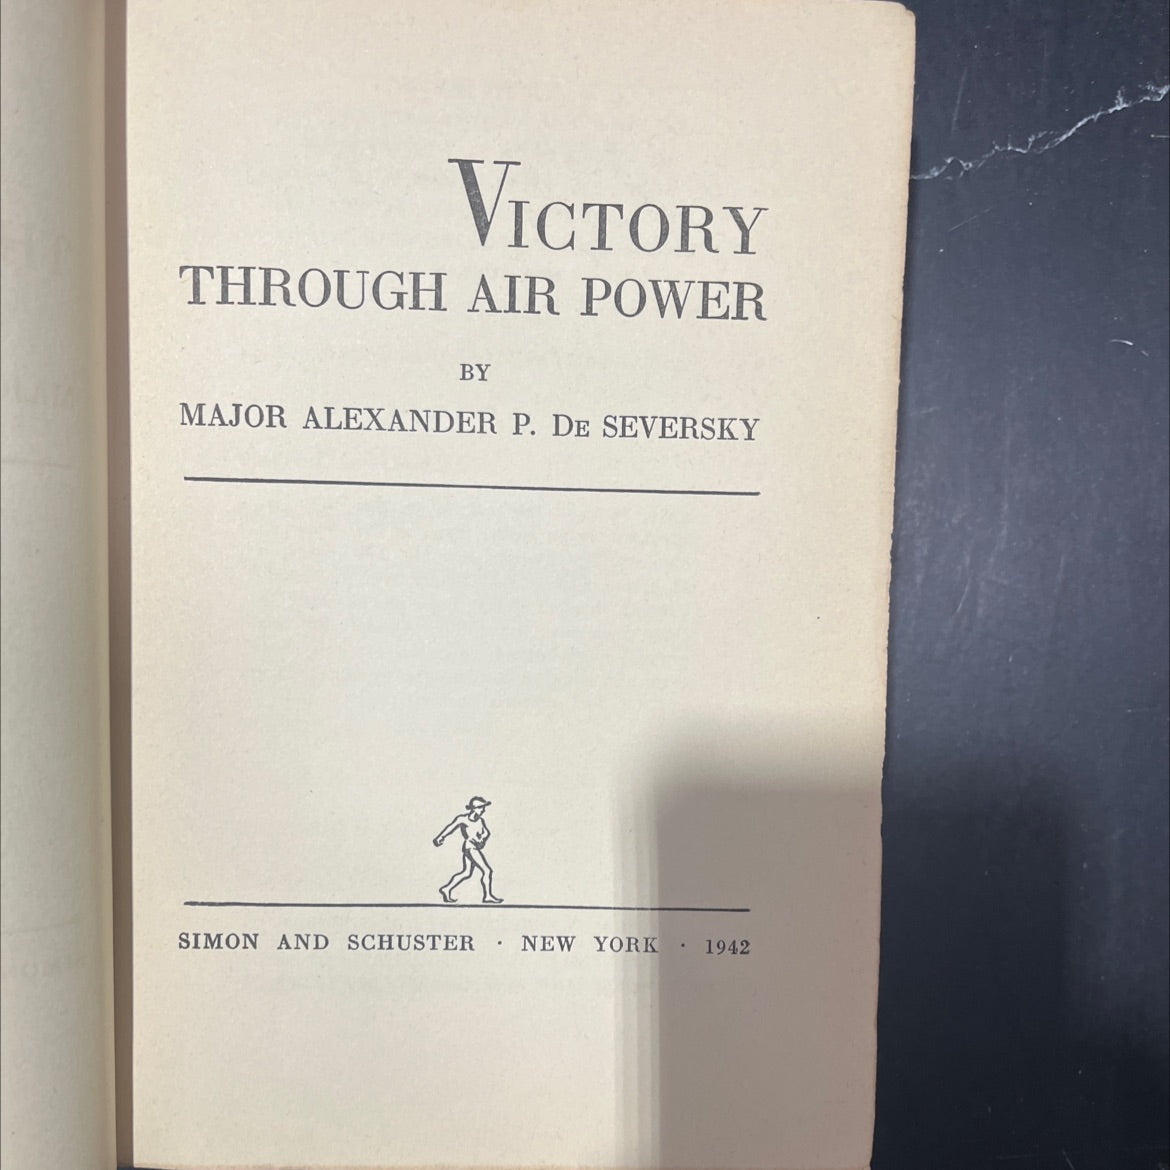 VICTORY
THROUGH AIR POWER
BY
MAJOR ALEXANDER P. DE SEVERSKY
SIMON AND SCHUSTER · NEW YORK · 1942